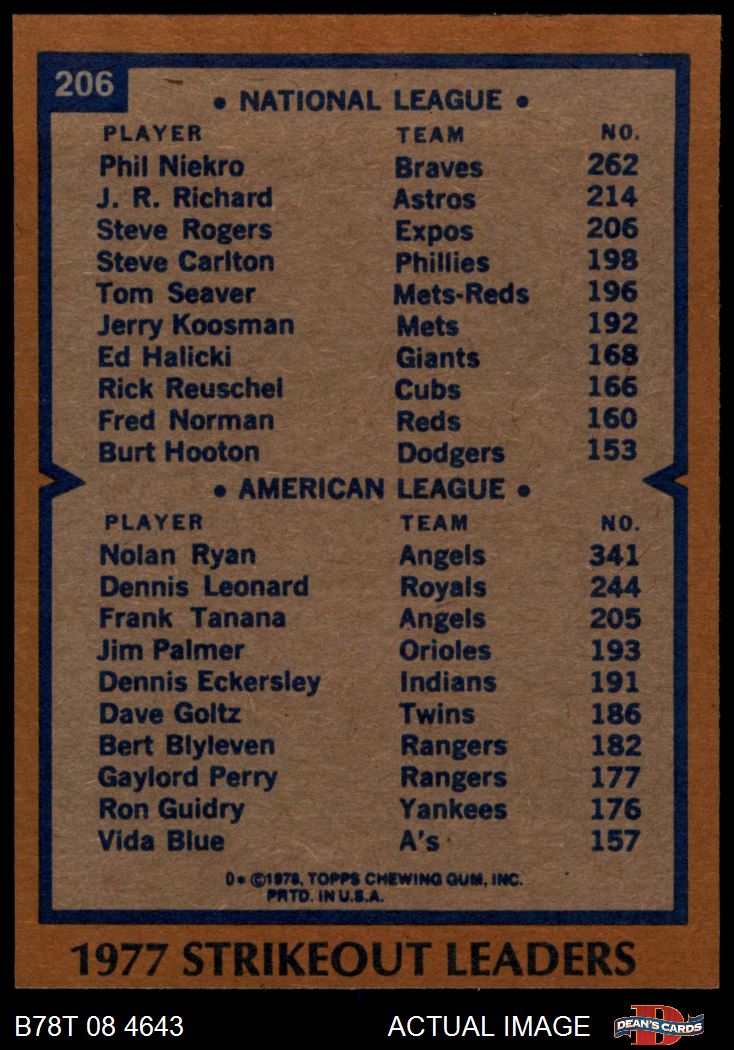 206
• NATIONAL LEAGUE •
PLAYER TEAM NO.
Phil Niekro Braves 262
J. R. Richard Astros 214
Steve Rogers Expos 206
Steve Carlton Phillies 198
Tom Seaver Mets-Reds 196
Jerry Koosman Mets 192
Ed Halicki Giants 168
Rick Reuschel Cubs 166
Fred Norman Reds 160
Burt Hooton Dodgers 153
• AMERICAN LEAGUE •
PLAYER TEAM NO.
Nolan Ryan Angels 341
Dennis Leonard Royals 244
Frank Tanana Angels 205
Jim Palmer Orioles 193
Dennis Eckersley Indians 191
Dave Goltz Twins 186
Bert Blyleven Rangers 182
Gaylord Perry Rangers 177
Ron Guidry Yankees 176
Vida Blue A's 157
D* ©1978, TOPPS CHEWING GUM, INC.
PRTD. IN U.S.A.
1977 STRIKEOUT LEADERS
B78T 08 4643 ACTUAL IMAGE D DEAN'S CARDS